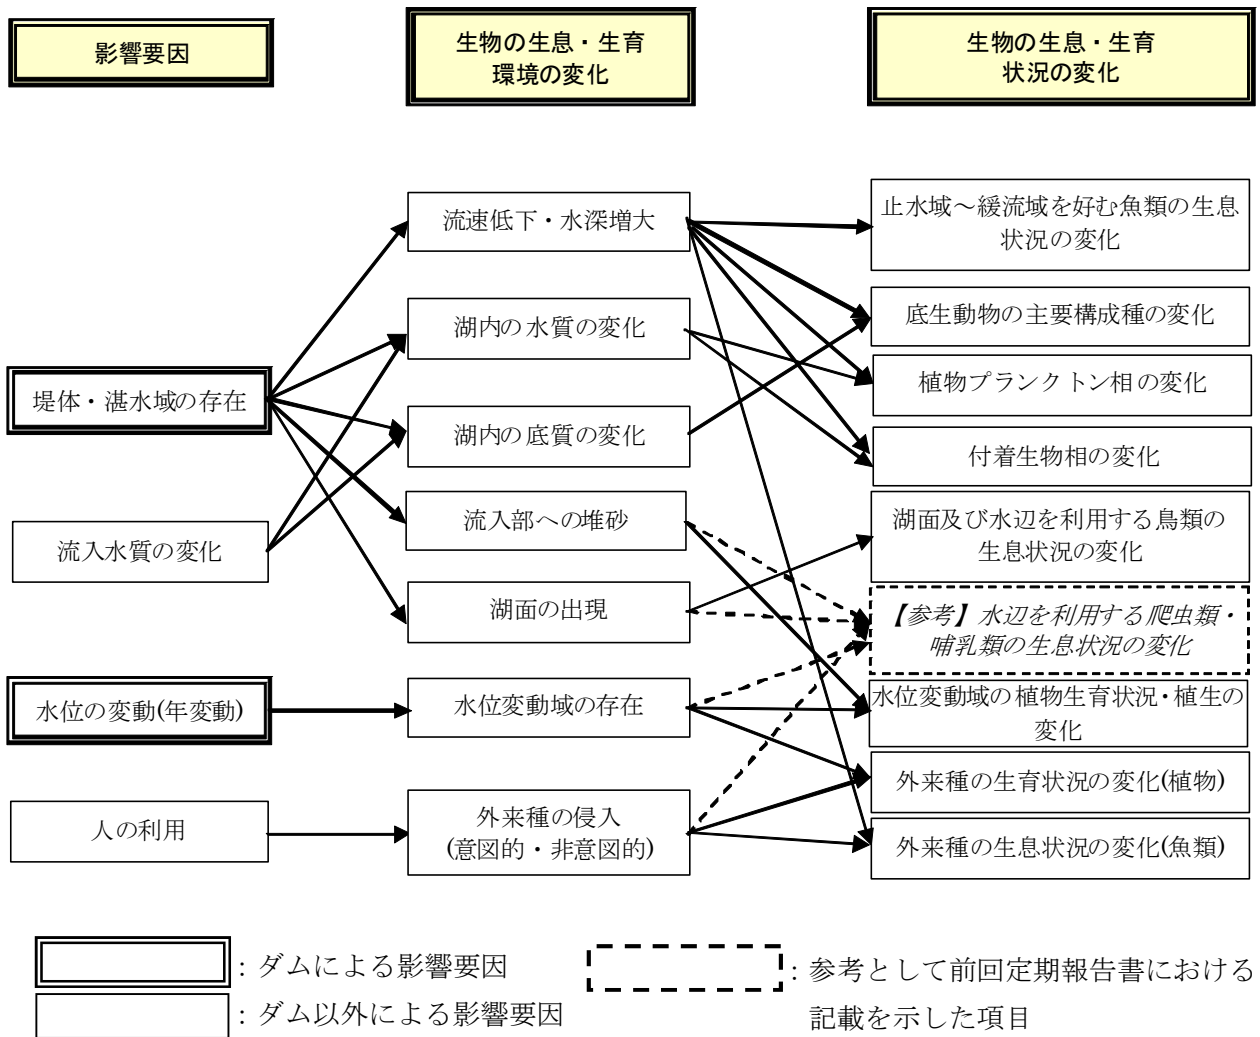 影響要因
生物の生息・生育
環境の変化
生物の生息・生育
状況の変化
堤体・湛水域の存在
流入水質の変化
水位の変動(年変動)
人の利用
流速低下・水深増大
湖内の水質の変化
湖内の底質の変化
流入部への堆砂
湖面の出現
水位変動域の存在
外来種の侵入
(意図的・非意図的)
止水域～緩流域を好む魚類の生息
状況の変化
底生動物の主要構成種の変化
植物プランクトン相の変化
付着生物相の変化
湖面及び水辺を利用する鳥類の
生息状況の変化
【参考】水辺を利用する爬虫類・
哺乳類の生息状況の変化
水位変動域の植物生育状況・植生の
変化
外来種の生育状況の変化(植物)
外来種の生息状況の変化(魚類)
：ダムによる影響要因
：ダム以外による影響要因
：参考として前回定期報告書における
記載を示した項目